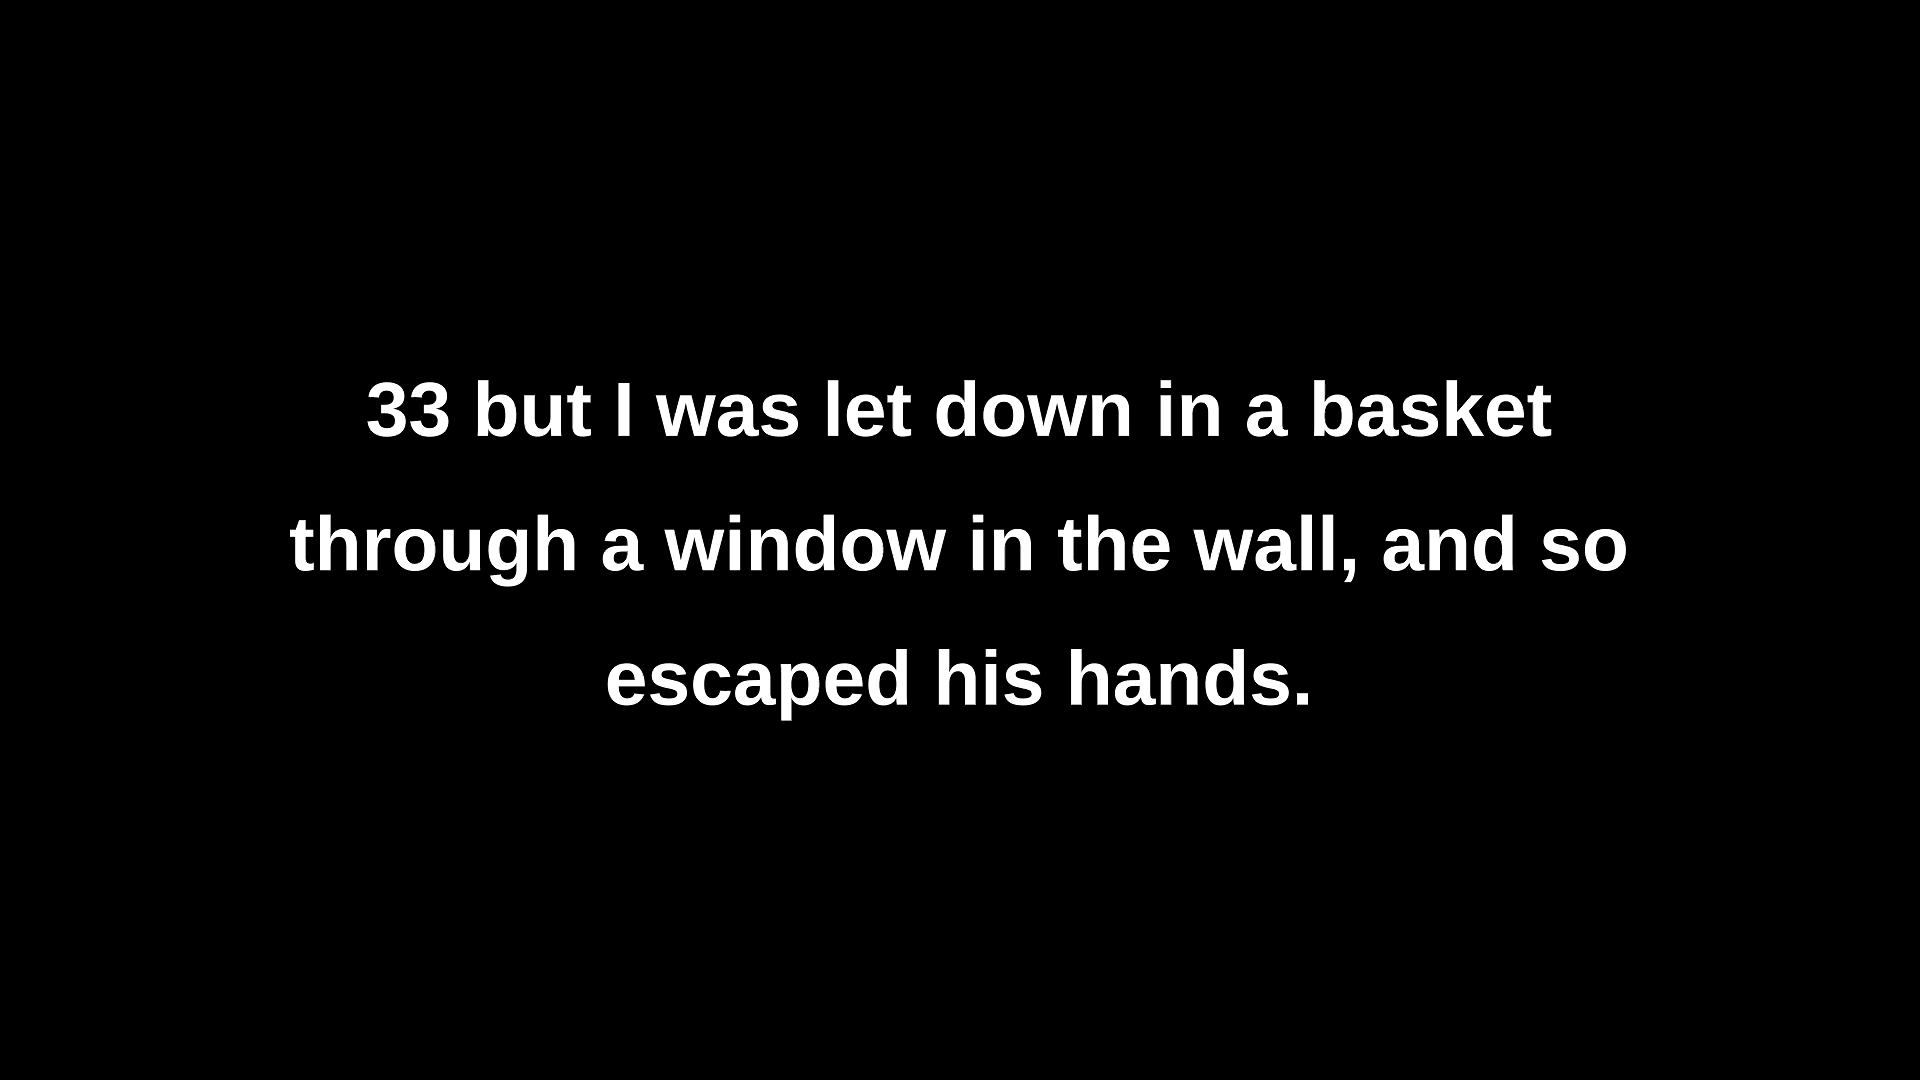 33 but I was let down in a basket
through a window in the wall, and so
escaped his hands.